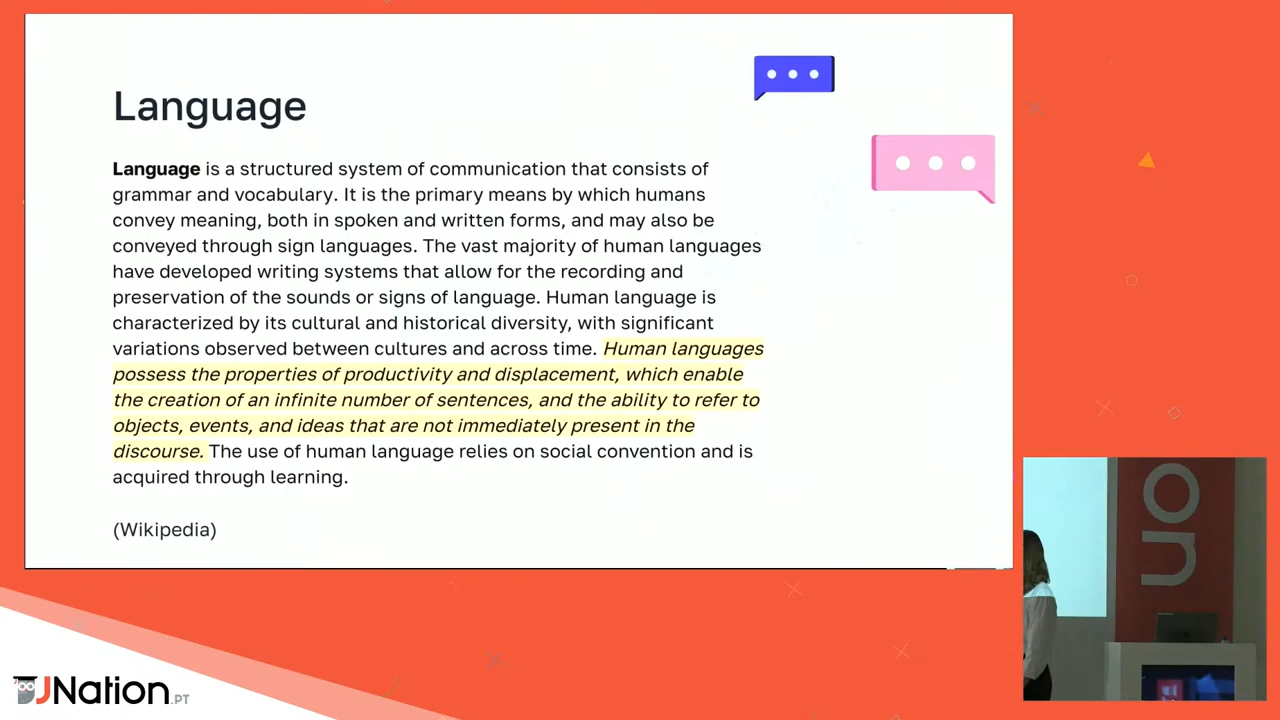 Language
Language is a structured system of communication that consists of
grammar and vocabulary. It is the primary means by which humans
convey meaning, both in spoken and written forms, and may also be
conveyed through sign languages. The vast majority of human languages
have developed writing systems that allow for the recording and
preservation of the sounds or signs of language. Human language is
characterized by its cultural and historical diversity, with significant
variations observed between cultures and across time. Human languages
possess the properties of productivity and displacement, which enable
the creation of an infinite number of sentences, and the ability to refer to
objects, events, and ideas that are not immediately present in the
discourse. The use of human language relies on social convention and is
acquired through learning.
(Wikipedia)
on
JNation.PT